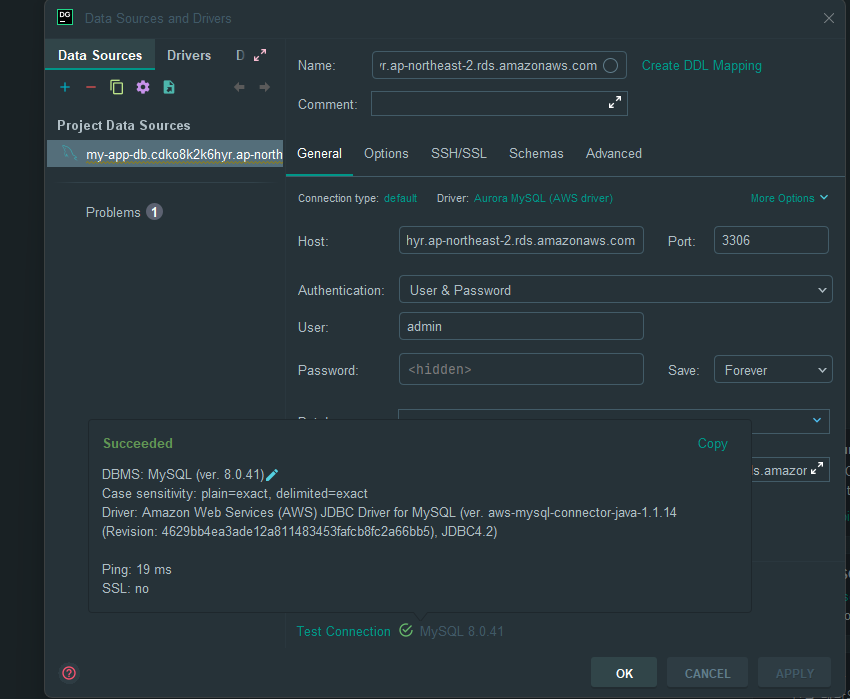 DG
Data Sources and Drivers
Data Sources
Drivers
D
Project Data Sources
my-app-db.cdko8k2k6hyr.ap-north
Problems 1
Name:
yr.ap-northeast-2.rds.amazonaws.com
Create DDL Mapping
Comment:
General
Options
SSH/SSL
Schemas
Advanced
Connection type: default
Driver: Aurora MySQL (AWS driver)
More Options
Host:
hyr.ap-northeast-2.rds.amazonaws.com
Port:
3306
Authentication:
User & Password
User:
admin
Password:
<hidden>
Save:
Forever
ds.amazor
Succeeded
Copy
DBMS: MySQL (ver. 8.0.41)
Case sensitivity: plain=exact, delimited=exact
Driver: Amazon Web Services (AWS) JDBC Driver for MySQL (ver. aws-mysql-connector-java-1.1.14
(Revision: 4629bb4ea3ade12a811483453fafcb8fc2a66bb5), JDBC4.2)
Ping: 19 ms
SSL: no
Test Connection
MySQL 8.0.41
?
OK
CANCEL
APPLY